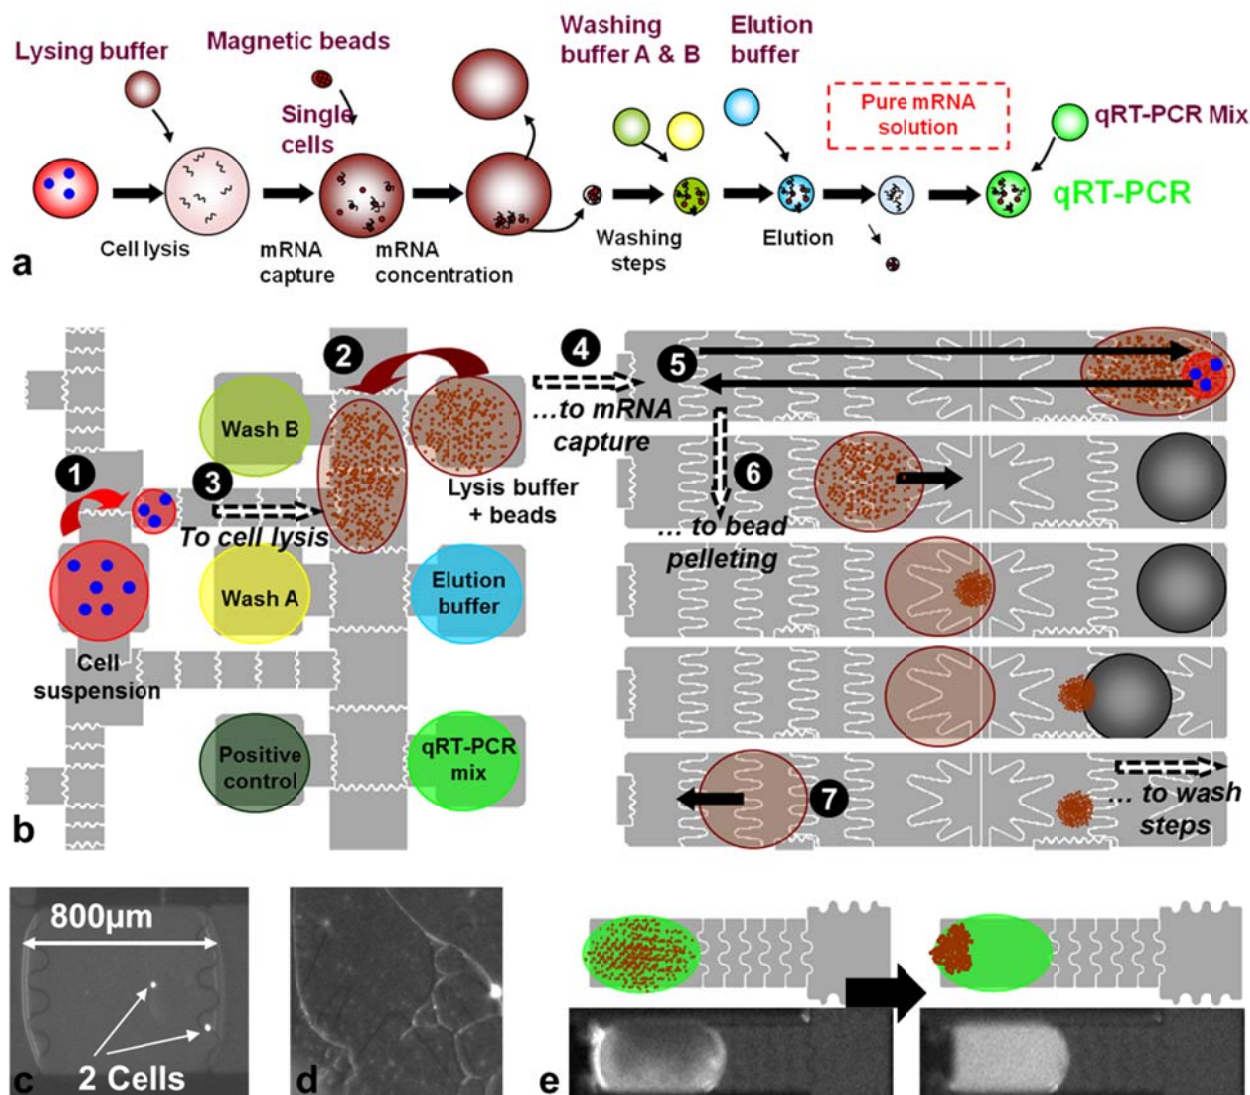 Lysing buffer
Magnetic beads
Single
cells
Washing
buffer A & B
Elution
buffer
Pure mRNA
solution
qRT-PCR Mix
qRT-PCR
Cell lysis
mRNA
capture
mRNA
concentration
Washing
steps
Elution
a
1
2
3
To cell lysis
Wash B
Lysis buffer
+ beads
Wash A
Elution
buffer
Cell
suspension
Positive
control
qRT-PCR
mix
b
4
...to mRNA
capture
5
6
... to bead
pelleting
7
... to wash
steps
800µm
2 Cells
c
d
e